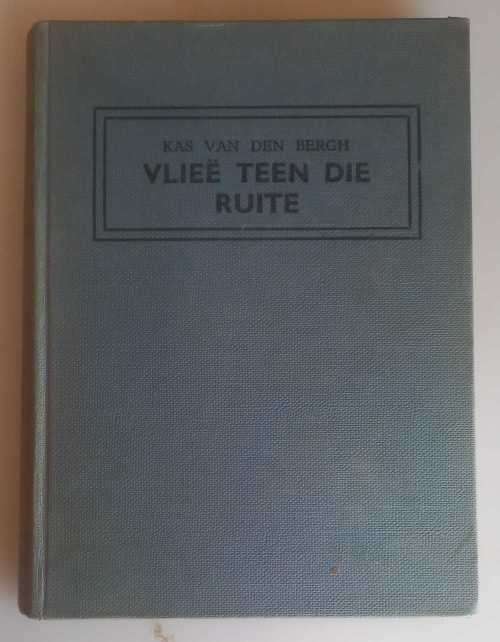 KAS VAN DEN BERGH
VLIEË TEEN DIE
RUITE